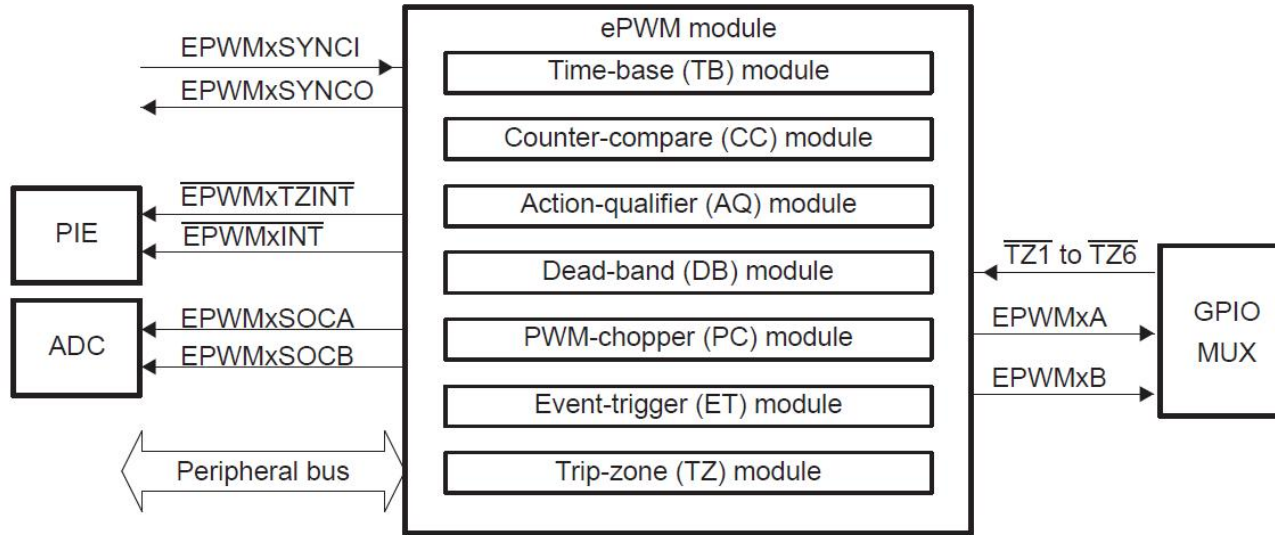 ePWM module
EPWMxSYNCI
Time-base (TB) module
EPWMxSYNCO
Counter-compare (CC) module
EPWMxTZINT
Action-qualifier (AQ) module
PIE
EPWMxINT
TZ1 to TZ6
Dead-band (DB) module
EPWMxSOCA
EPWMxA
GPIO
MUX
PWM-chopper (PC) module
ADC
EPWMxSOCB
EPWMxB
Event-trigger (ET) module
Peripheral bus
Trip-zone (TZ) module